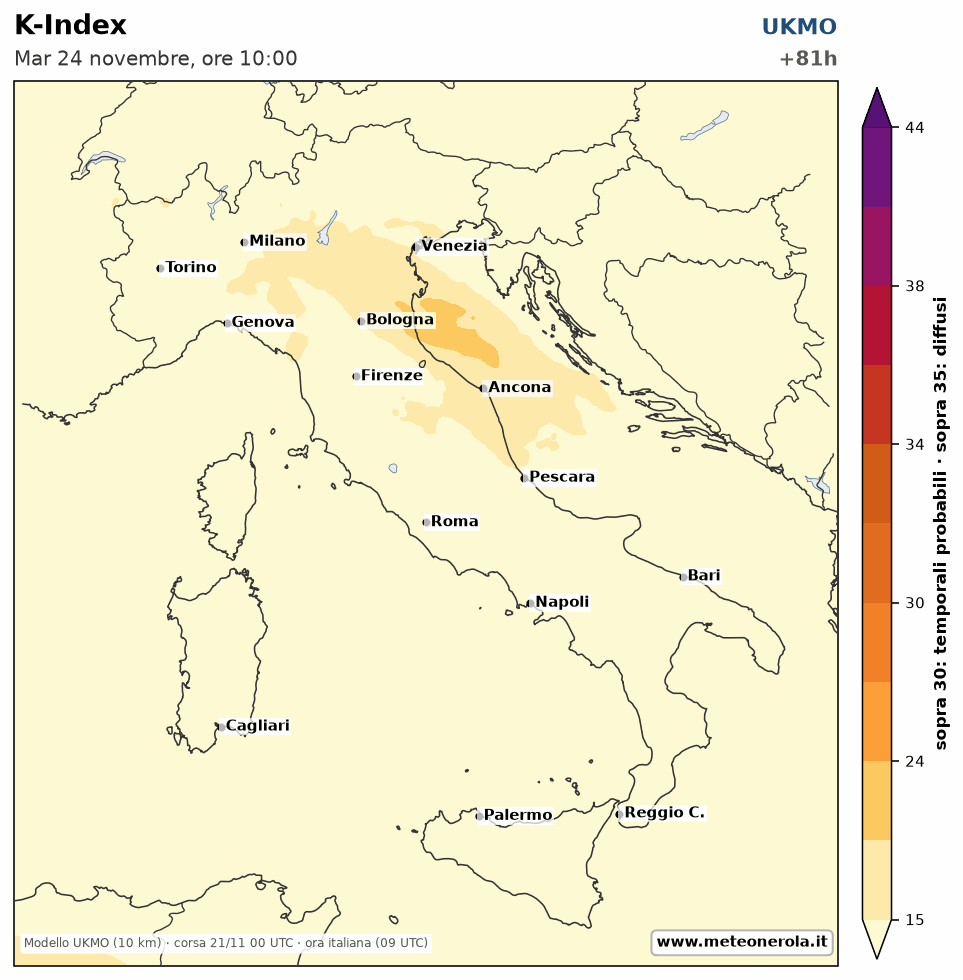 K-Index
UKMO
Mar 24 novembre, ore 10:00
+81h
44
38
34
30
24
15
sopra 30: temporali probabili · sopra 35: diffusi
Milano
Venezia
Torino
Genova
Bologna
Firenze
Ancona
Pescara
Roma
Bari
Napoli
Cagliari
Palermo
Reggio C.
Modello UKMO (10 km) · corsa 21/11 00 UTC · ora italiana (09 UTC)
www.meteonerola.it